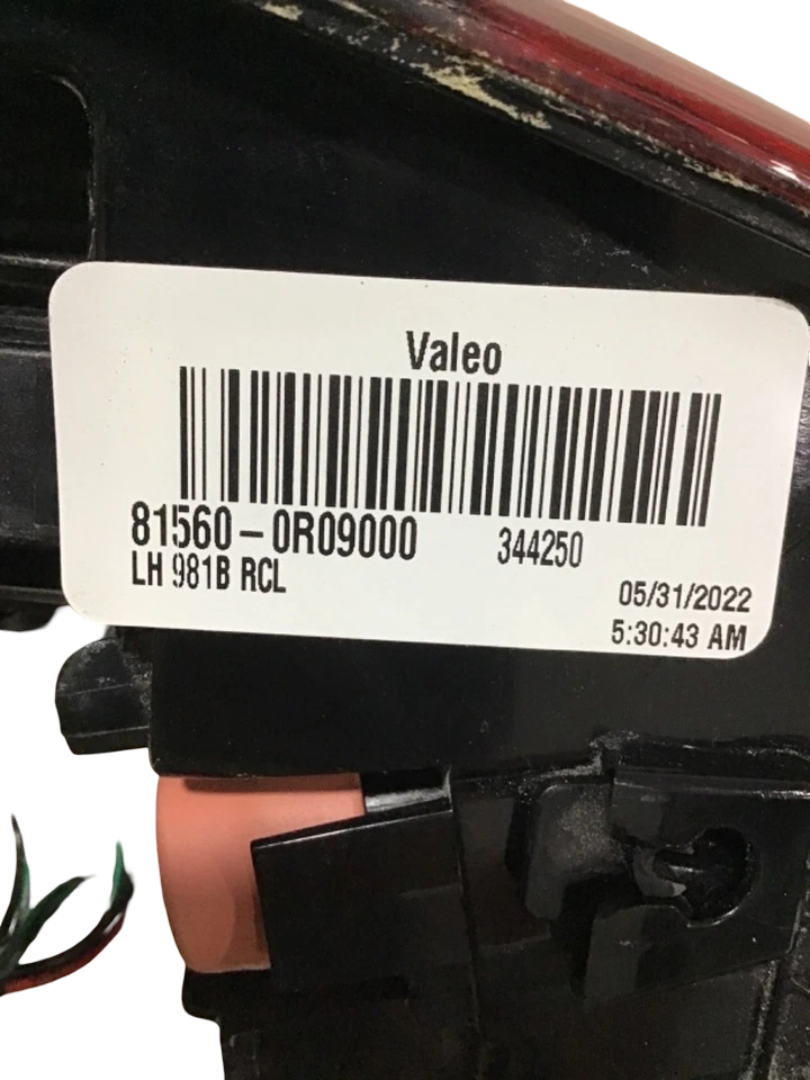 Valeo
81560-0R09000
344250
LH 981B RCL
05/31/2022
5:30:43 AM